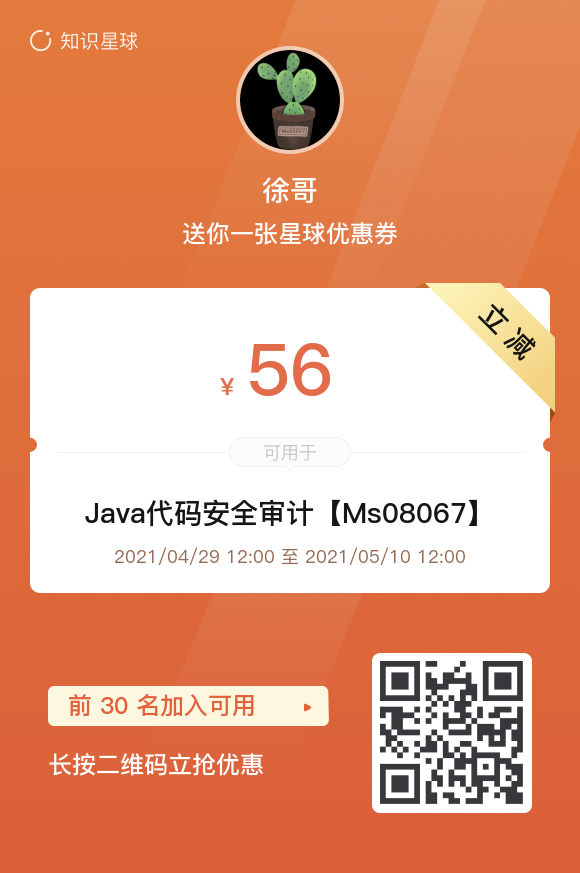 知识星球
Ms08067
徐哥
送你一张星球优惠券
立减
¥ 56
可用于
Java代码安全审计【Ms08067】
2021/04/29 12:00 至 2021/05/10 12:00
前 30 名加入可用
长按二维码立抢优惠